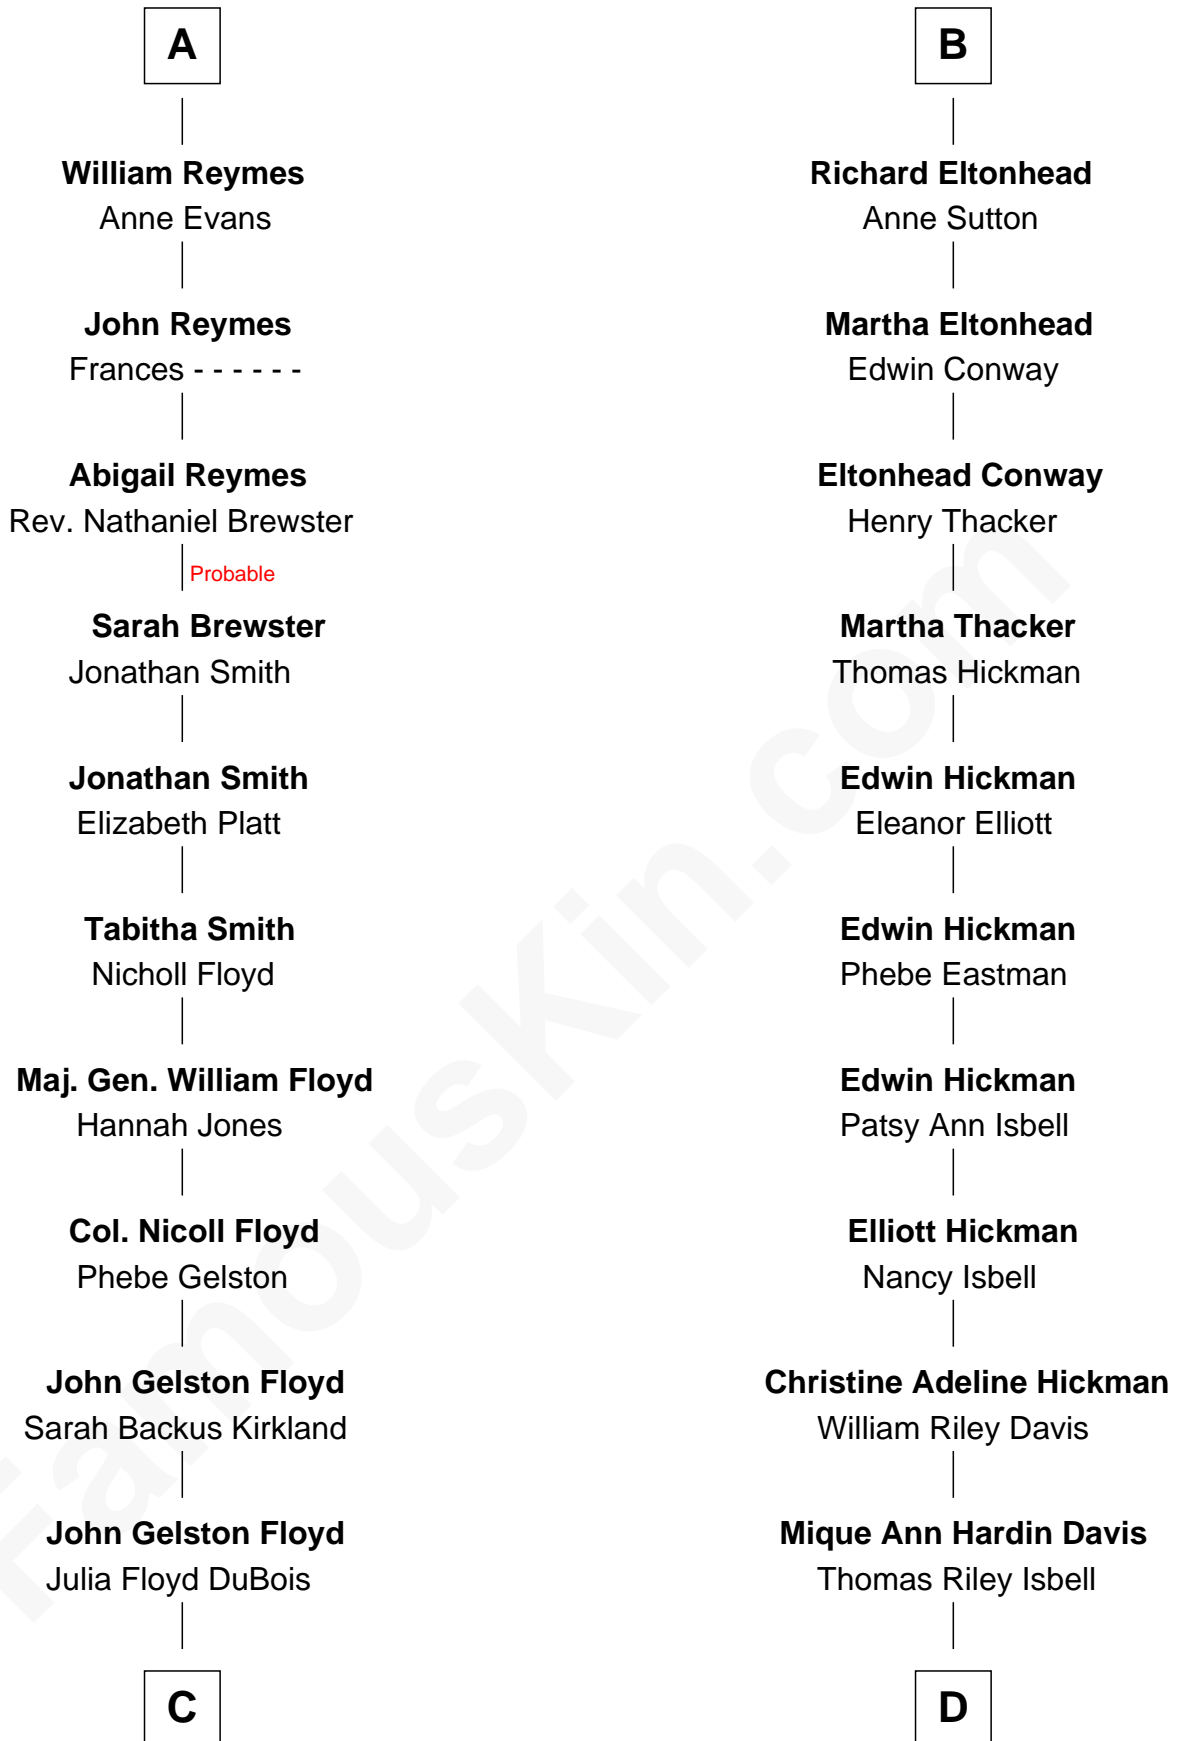 A
William Reymes
Anne Evans
John Reymes
Frances - - - - - -
Abigail Reymes
Rev. Nathaniel Brewster
Probable
Sarah Brewster
Jonathan Smith
Jonathan Smith
Elizabeth Platt
Tabitha Smith
Nicholl Floyd
Maj. Gen. William Floyd
Hannah Jones
Col. Nicoll Floyd
Phebe Gelston
John Gelston Floyd
Sarah Backus Kirkland
John Gelston Floyd
Julia Floyd DuBois
C
B
Richard Eltonhead
Anne Sutton
Martha Eltonhead
Edwin Conway
Eltonhead Conway
Henry Thacker
Martha Thacker
Thomas Hickman
Edwin Hickman
Eleanor Elliott
Edwin Hickman
Phebe Eastman
Edwin Hickman
Patsy Ann Isbell
Elliott Hickman
Nancy Isbell
Christine Adeline Hickman
William Riley Davis
Mique Ann Hardin Davis
Thomas Riley Isbell
D
FamousKin.com